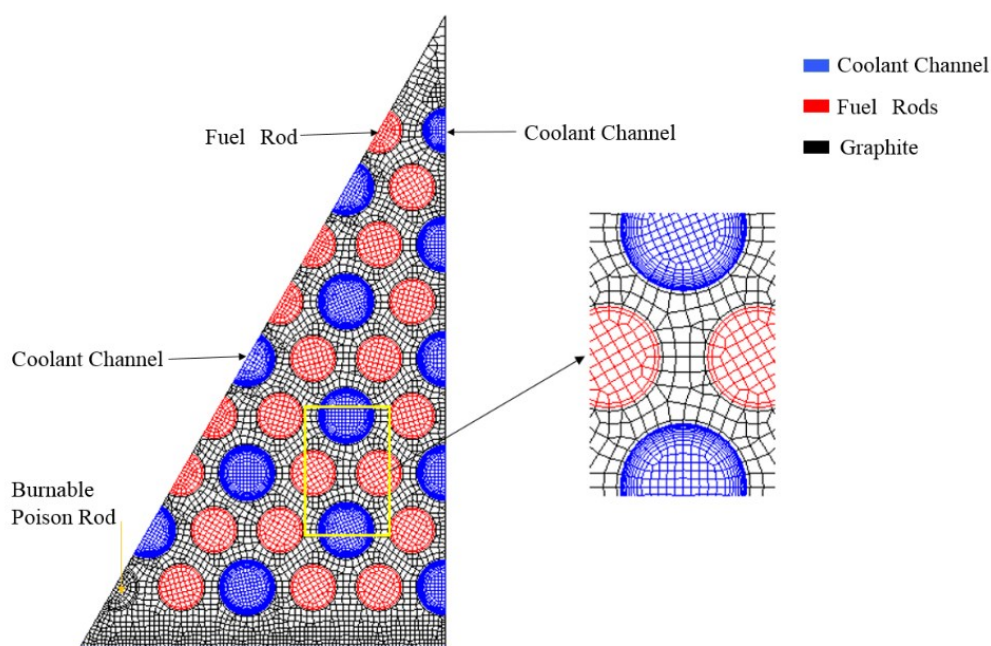 Coolant Channel
Fuel Rods
Graphite
Fuel Rod
Coolant Channel
Coolant Channel
Burnable
Poison Rod